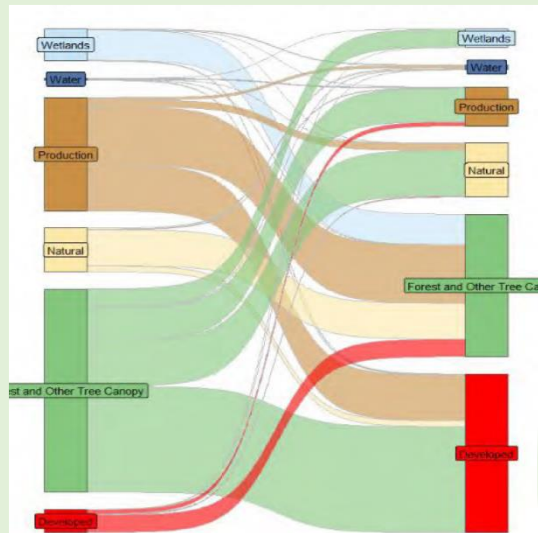 Wetlands
Water
Production
Natural
est and Other Tree Canopy
Developed
Wetlands
Water
Production
Natural
Forest and Other Tree Ca
Developed